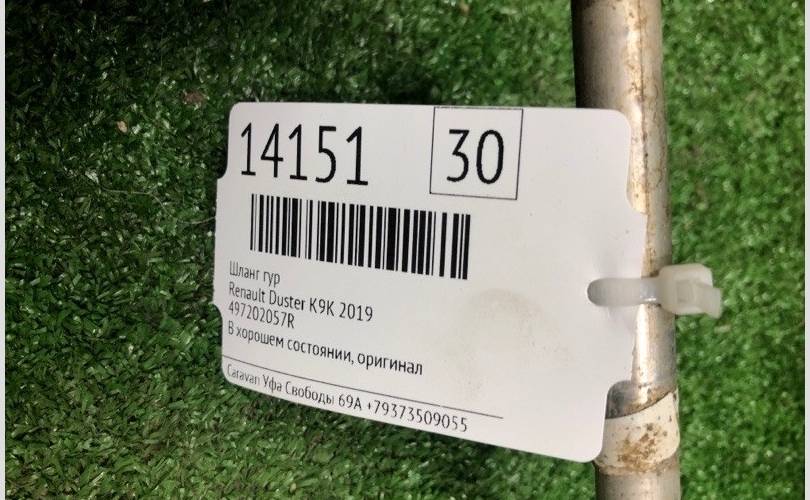 14151 30
Шланг гур
Renault Duster K9K 2019
497202057R
В хорошем состоянии, оригинал
Caravan Уфа Свободы 69А +79373509055